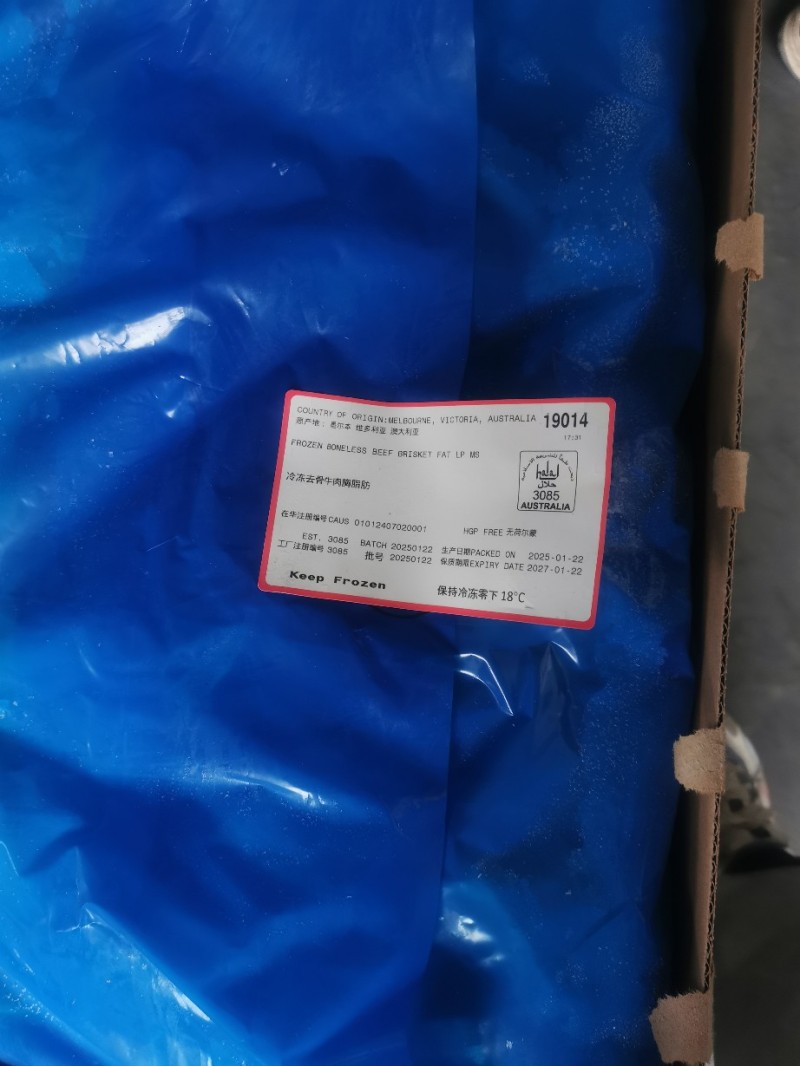 COUNTRY OF ORIGIN:MELBOURNE, VICTORIA, AUSTRALIA 19014
原产地: 墨尔本 维多利亚 澳大利亚
17:31
FROZEN BONELESS BEEF BRISKET FAT LP MS
halal
حلال
3085
AUSTRALIA
冷冻去骨牛肉胸脂肪
在华注册编号CAUS 01012407020001
HGP FREE 无荷尔蒙
EST. 3085 BATCH 20250122 生产日期PACKED ON 2025-01-22
工厂注册编号 3085 批号 20250122 保质期限EXPIRY DATE 2027-01-22
Keep Frozen 保持冷冻零下 18°C